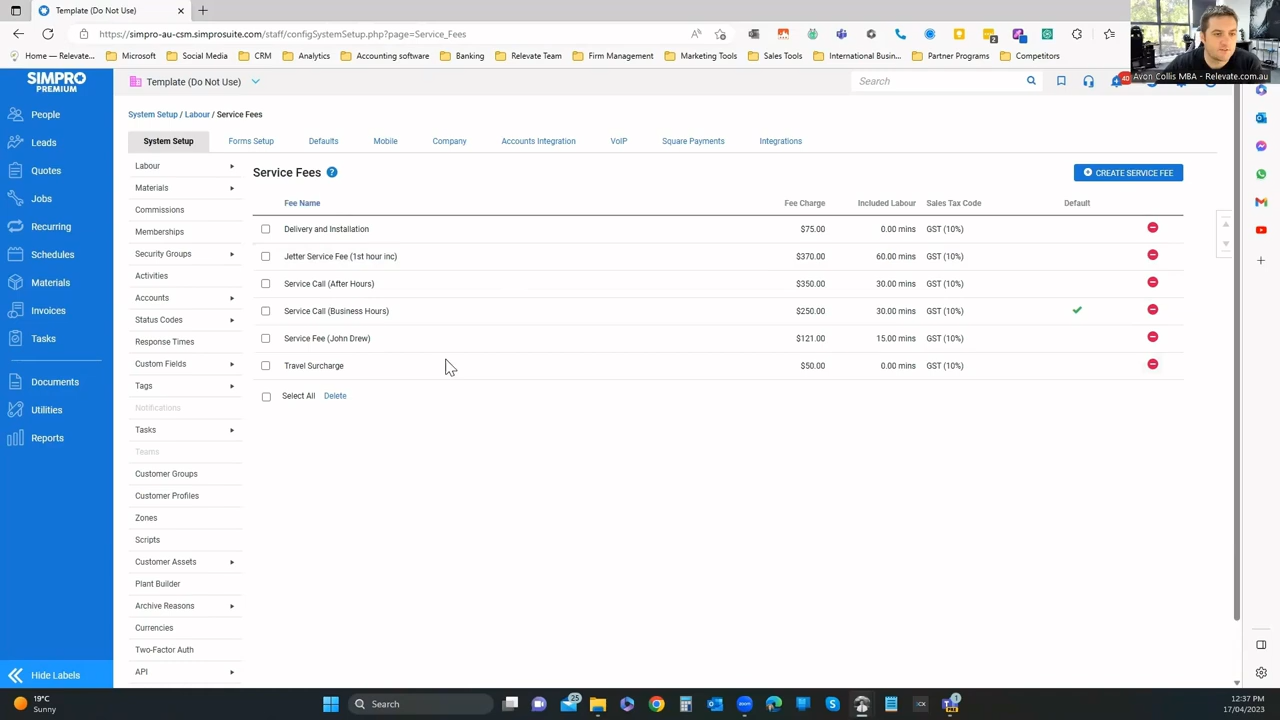 Template (Do Not Use)
https://simpro-au-csm.simprosuite.com/staff/configSystemSetup.php?page=Service_Fees
Home — Relevate... Microsoft Social Media CRM Analytics Accounting software Banking Relevate Team Firm Management Marketing Tools Sales Tools International Busin... Partner Programs Competitors
Avon Collis MBA - Relevate.com.au
SIMPRO
PREMIUM
Template (Do Not Use)
Search
40
People
Leads
Quotes
Jobs
Recurring
Schedules
Materials
Invoices
Tasks
Documents
Utilities
Reports
Hide Labels
System Setup / Labour / Service Fees
System Setup Forms Setup Defaults Mobile Company Accounts Integration VoIP Square Payments Integrations
Labour
Materials
Commissions
Memberships
Security Groups
Activities
Accounts
Status Codes
Response Times
Custom Fields
Tags
Notifications
Tasks
Teams
Customer Groups
Customer Profiles
Zones
Scripts
Customer Assets
Plant Builder
Archive Reasons
Currencies
Two-Factor Auth
API
Service Fees ?
CREATE SERVICE FEE
Fee Name Fee Charge Included Labour Sales Tax Code Default
Delivery and Installation $75.00 0.00 mins GST (10%)
Jetter Service Fee (1st hour inc) $370.00 60.00 mins GST (10%)
Service Call (After Hours) $350.00 30.00 mins GST (10%)
Service Call (Business Hours) $250.00 30.00 mins GST (10%)
Service Fee (John Drew) $121.00 15.00 mins GST (10%)
Travel Surcharge $50.00 0.00 mins GST (10%)
Select All Delete
19°C
Sunny
Search
25
1
12:37 PM
17/04/2023